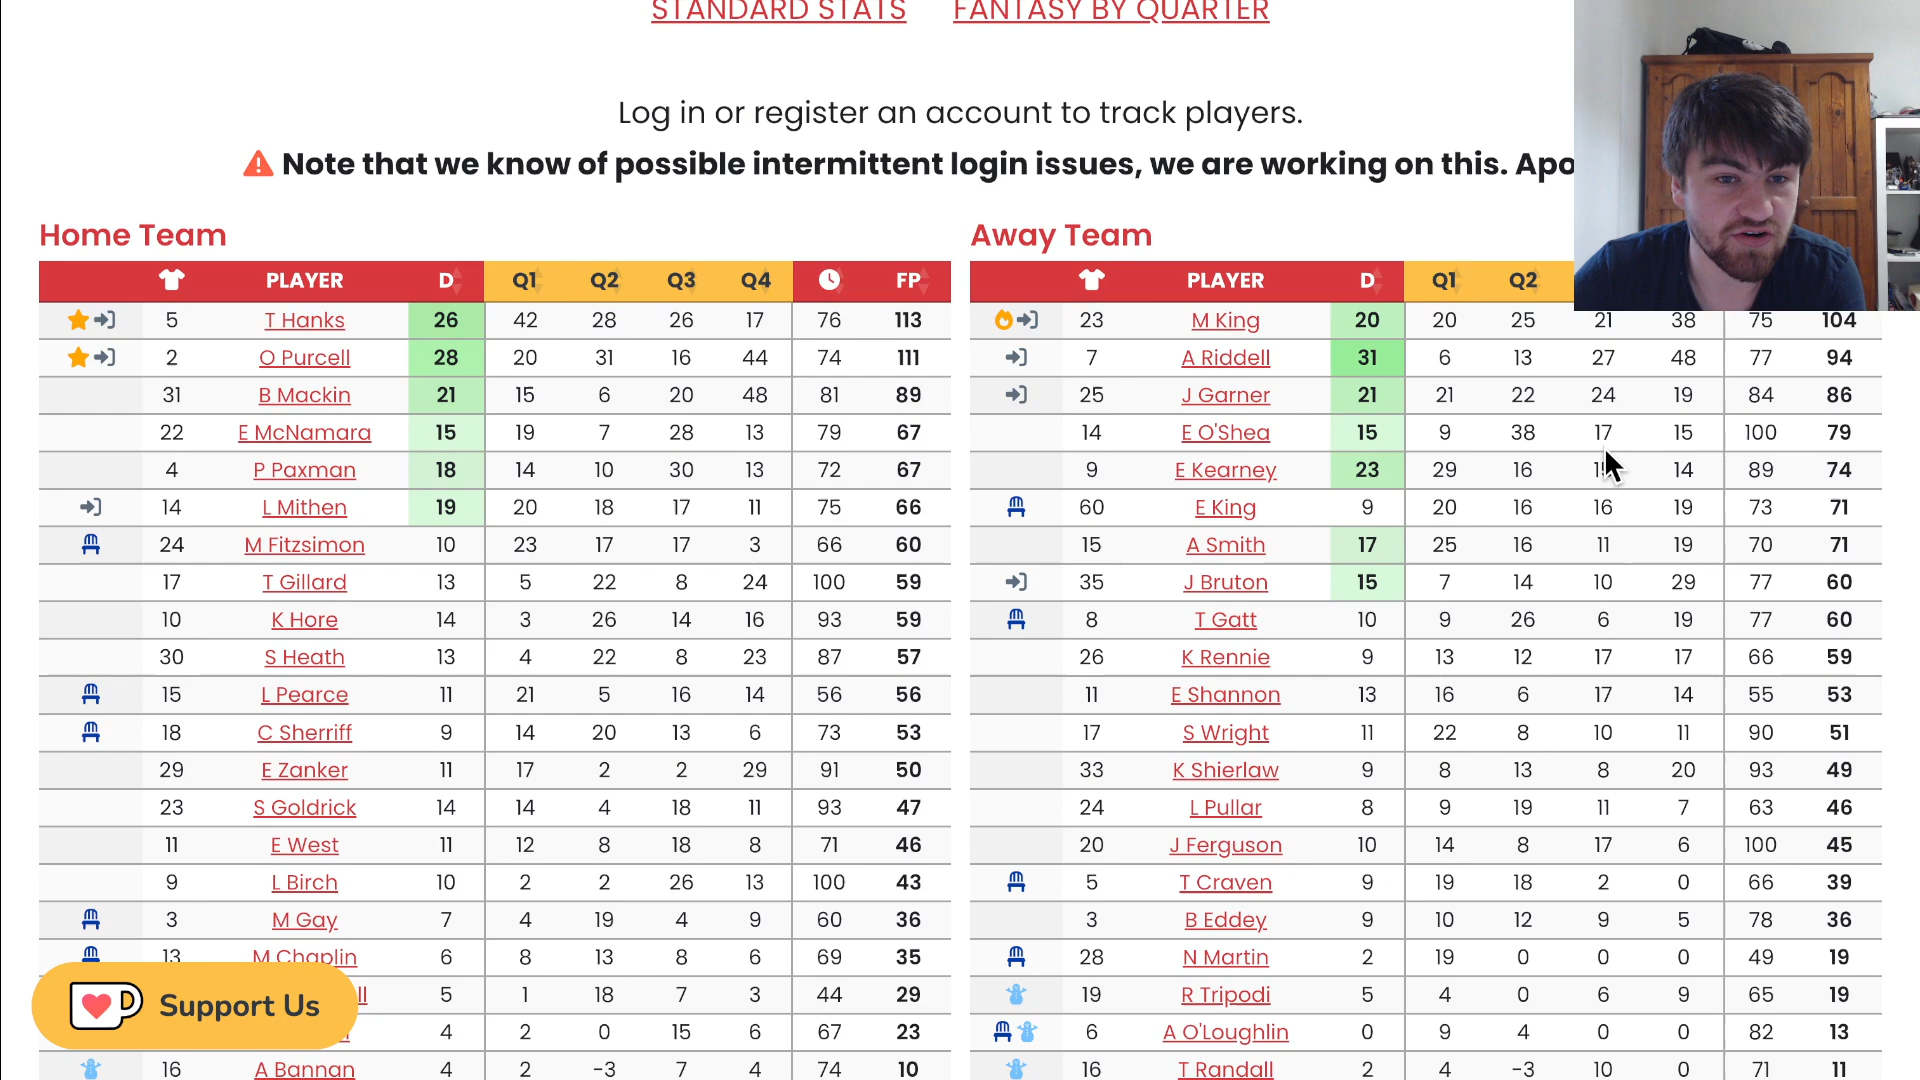 STANDARD STATS FANTASY BY QUARTER
Log in or register an account to track players.
Note that we know of possible intermittent login issues, we are working on this. Apo
Home Team
PLAYER D Q1 Q2 Q3 Q4 FP
5 T Hanks 26 42 28 26 17 76 113
2 O Purcell 28 20 31 16 44 74 111
31 B Mackin 21 15 6 20 48 81 89
22 E McNamara 15 19 7 28 13 79 67
4 P Paxman 18 14 10 30 13 72 67
14 L Mithen 19 20 18 17 11 75 66
24 M Fitzsimon 10 23 17 17 3 66 60
17 T Gillard 13 5 22 8 24 100 59
10 K Hore 14 3 26 14 16 93 59
30 S Heath 13 4 22 8 23 87 57
15 L Pearce 11 21 5 16 14 56 56
18 C Sherriff 9 14 20 13 6 73 53
29 E Zanker 11 17 2 2 29 91 50
23 S Goldrick 14 14 4 18 11 93 47
11 E West 11 12 8 18 8 71 46
9 L Birch 10 2 2 26 13 100 43
3 M Gay 7 4 19 4 9 60 36
13 M Chaplin 6 8 13 8 6 69 35
ll 5 1 18 7 3 44 29
4 2 0 15 6 67 23
16 A Bannan 4 2 -3 7 4 74 10
Support Us
Away Team
PLAYER D Q1 Q2
23 M King 20 20 25 21 38 75 104
7 A Riddell 31 6 13 27 48 77 94
25 J Garner 21 21 22 24 19 84 86
14 E O'Shea 15 9 38 17 15 100 79
9 E Kearney 23 29 16 14 89 74
60 E King 9 20 16 16 19 73 71
15 A Smith 17 25 16 11 19 70 71
35 J Bruton 15 7 14 10 29 77 60
8 T Gatt 10 9 26 6 19 77 60
26 K Rennie 9 13 12 17 17 66 59
11 E Shannon 13 16 6 17 14 55 53
17 S Wright 11 22 8 10 11 90 51
33 K Shierlaw 9 8 13 8 20 93 49
24 L Pullar 8 9 19 11 7 63 46
20 J Ferguson 10 14 8 17 6 100 45
5 T Craven 9 19 18 2 0 66 39
3 B Eddey 9 10 12 9 5 78 36
28 N Martin 2 19 0 0 0 49 19
19 R Tripodi 5 4 0 6 9 65 19
6 A O'Loughlin 0 9 4 0 0 82 13
16 T Randall 2 4 -3 10 0 71 11